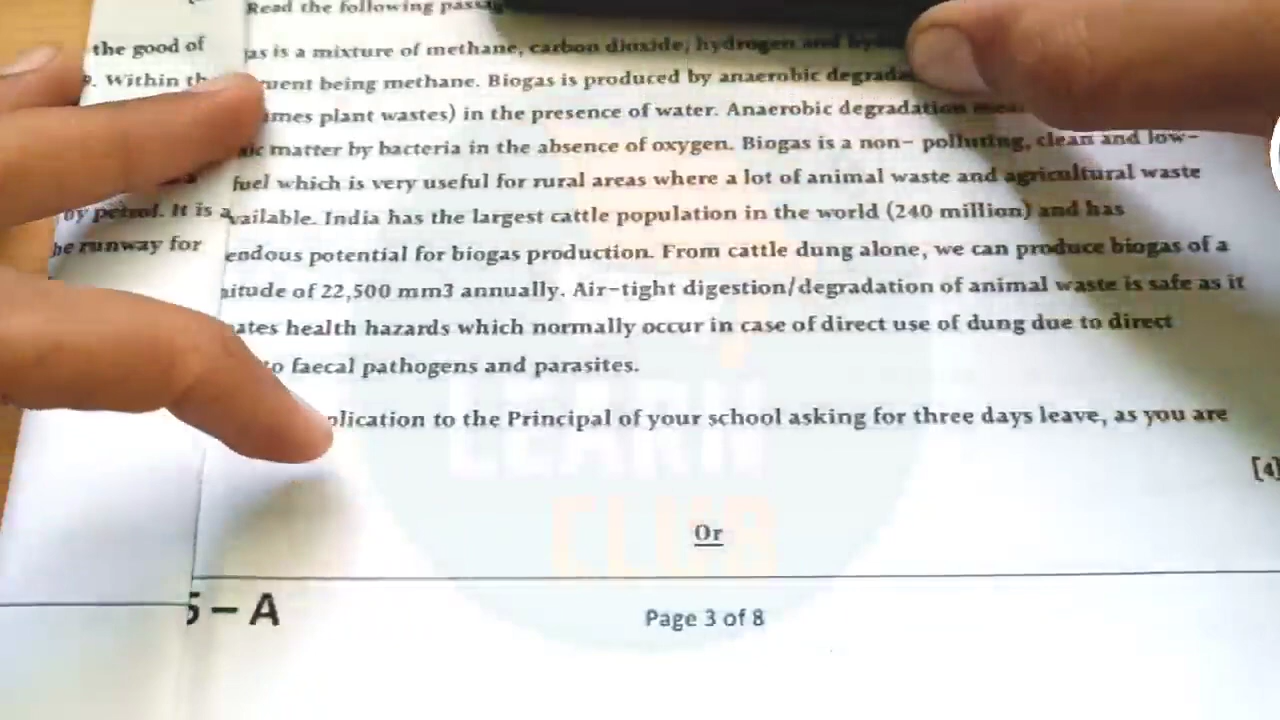 Read the following
the good of
is a mixture of methane, carbon dioxide, hydrogen and
. Within
being methane. Biogas is produced by anaerobic
plant wastes) in the presence of water. Anaerobic degradation
matter by bacteria in the absence of oxygen. Biogas is a non- polluting, clean and low-
fuel which is very useful for rural areas where a lot of animal waste and agricultural waste
by petrol. It is
available. India has the largest cattle population in the world (240 million) and has
he runway for
endous potential for biogas production. From cattle dung alone, we can produce biogas of a
itude of 22,500 mm3 annually. Air-tight digestion/degradation of animal waste is safe as it
ates health hazards which normally occur in case of direct use of dung due to direct
to faecal pathogens and parasites.
plication to the Principal of your school asking for three days leave, as you are
[4]
Or
5 – A
Page 3 of 8
LEARN
CLUB